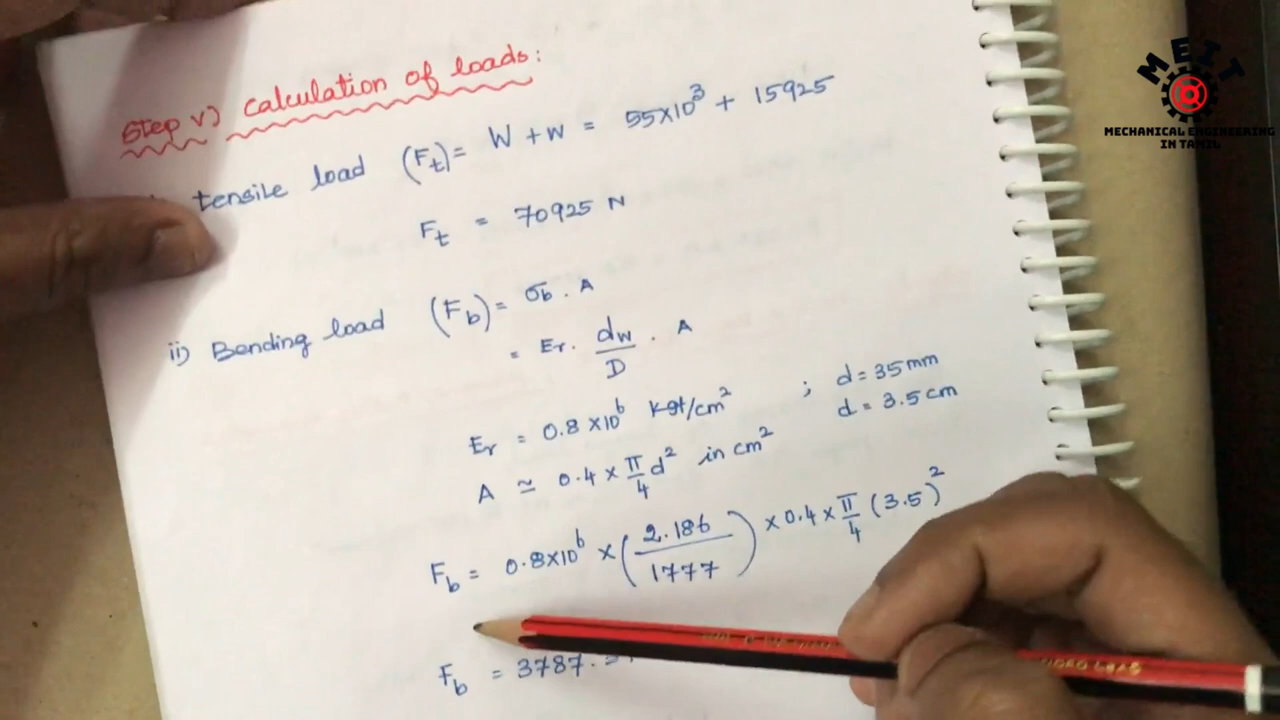 Step V) Calculation of loads:
tensile load (Ft) = W + w = 55x10³ + 15925
Ft = 70925 N
ii) Bending load (Fb) = σb . A
= Er . dw/D . A
Er = 0.8 x10⁶ kgf/cm² ; d = 35mm
d = 3.5 cm
A ≃ 0.4 x π/4 d² in cm²
Fb = 0.8x10⁶ x (2.186/1777) x 0.4 x π/4 (3.5)²
Fb = 3787.
MEIT
MECHANICAL ENGINEERING
IN TAMIL